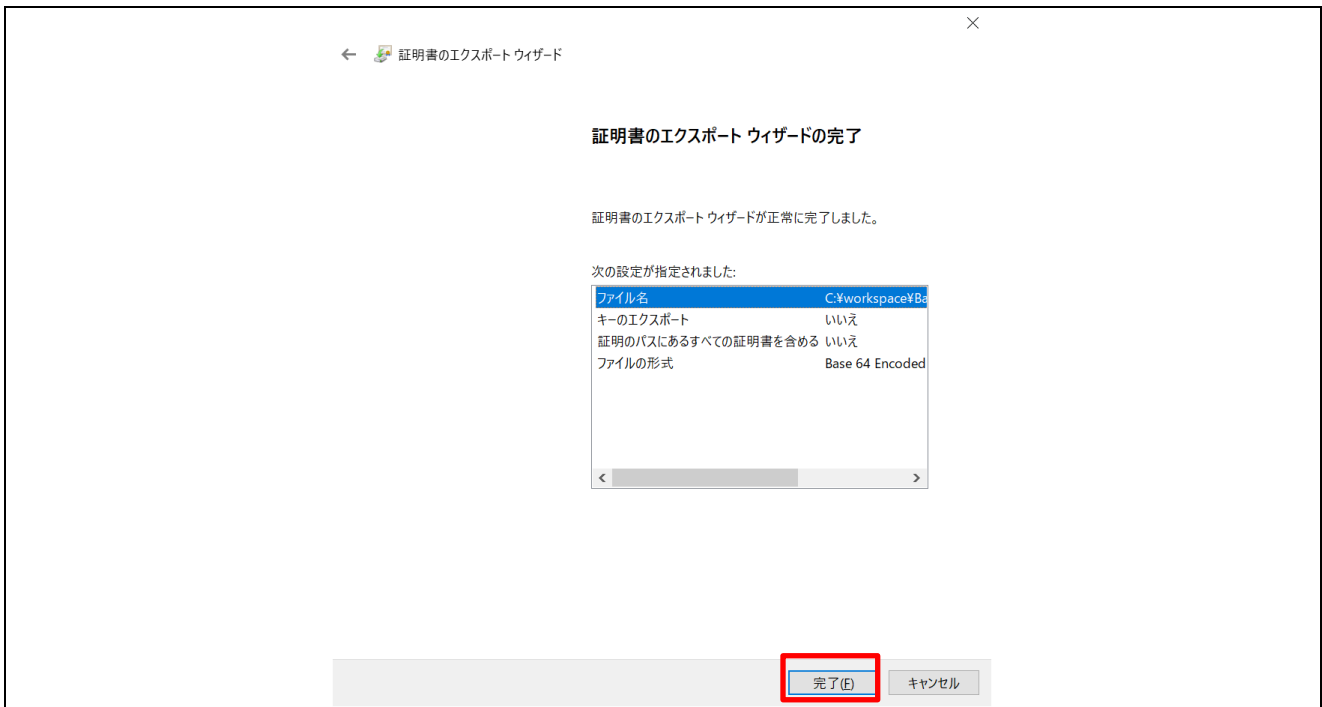 証明書のエクスポート ウィザード
証明書のエクスポート ウィザードの完了
証明書のエクスポート ウィザードが正常に完了しました。
次の設定が指定されました:
ファイル名 C:¥workspace¥Ba
キーのエクスポート いいえ
証明のパスにあるすべての証明書を含める いいえ
ファイルの形式 Base 64 Encoded
完了(F) キャンセル